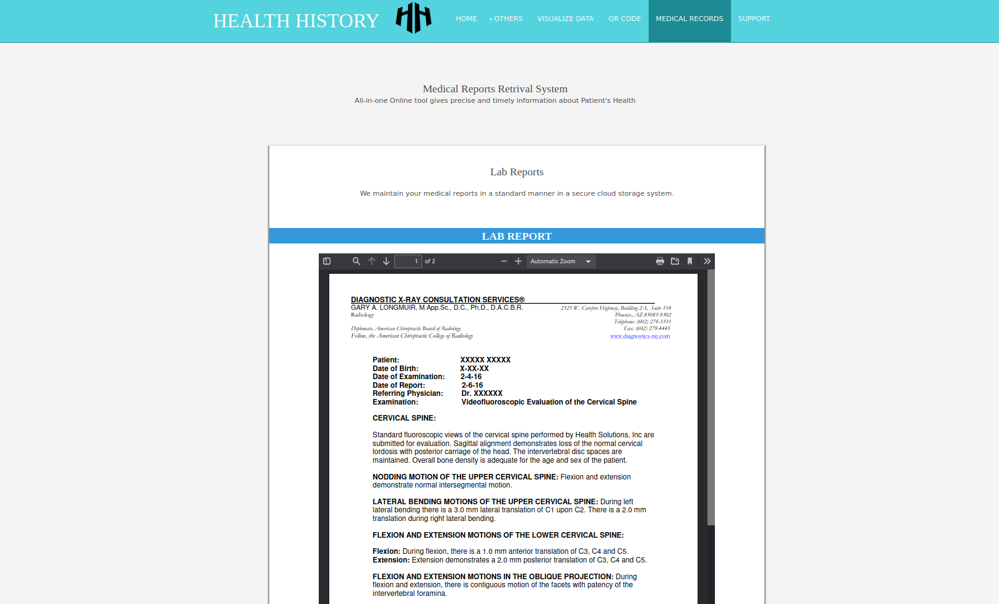 HEALTH HISTORY
HH
HOME
OTHERS
VISUALIZE DATA
QR CODE
MEDICAL RECORDS
SUPPORT
Medical Reports Retrival System
All-in-one Online tool gives precise and timely information about Patient's Health
Lab Reports
We maintain your medical reports in a standard manner in a secure cloud storage system.
LAB REPORT
1 of 2
Automatic Zoom
DIAGNOSTIC X-RAY CONSULTATION SERVICES®
GARY A. LONGMUIR, M.App.Sc., D.C., Ph.D., D.A.C.B.R.
2525 W. Carefree Highway, Building 2A, Suite 114
Radiology
Phoenix, AZ 85085-9302
Telephone: (602) 274-3331
Diplomate, American Chiropractic Board of Radiology
Fax: (602) 279-4445
Fellow, the American Chiropractic College of Radiology
www.diagnosticx-ray.com
Patient: XXXXX XXXXX
Date of Birth: X-XX-XX
Date of Examination: 2-4-16
Date of Report: 2-6-16
Referring Physician: Dr. XXXXXX
Examination: Videofluoroscopic Evaluation of the Cervical Spine
CERVICAL SPINE:
Standard fluoroscopic views of the cervical spine performed by Health Solutions, Inc are
submitted for evaluation. Sagittal alignment demonstrates loss of the normal cervical
lordosis with posterior carriage of the head. The intervertebral disc spaces are
maintained. Overall bone density is adequate for the age and sex of the patient.
NODDING MOTION OF THE UPPER CERVICAL SPINE: Flexion and extension
demonstrate normal intersegmental motion.
LATERAL BENDING MOTIONS OF THE UPPER CERVICAL SPINE: During left
lateral bending there is a 3.0 mm lateral translation of C1 upon C2. There is a 2.0 mm
translation during right lateral bending.
FLEXION AND EXTENSION MOTIONS OF THE LOWER CERVICAL SPINE:
Flexion: During flexion, there is a 1.0 mm anterior translation of C3, C4 and C5.
Extension: Extension demonstrates a 2.0 mm posterior translation of C3, C4 and C5.
FLEXION AND EXTENSION MOTIONS IN THE OBLIQUE PROJECTION: During
flexion and extension, there is contiguous motion of the facets with patency of the
intervertebral foramina.